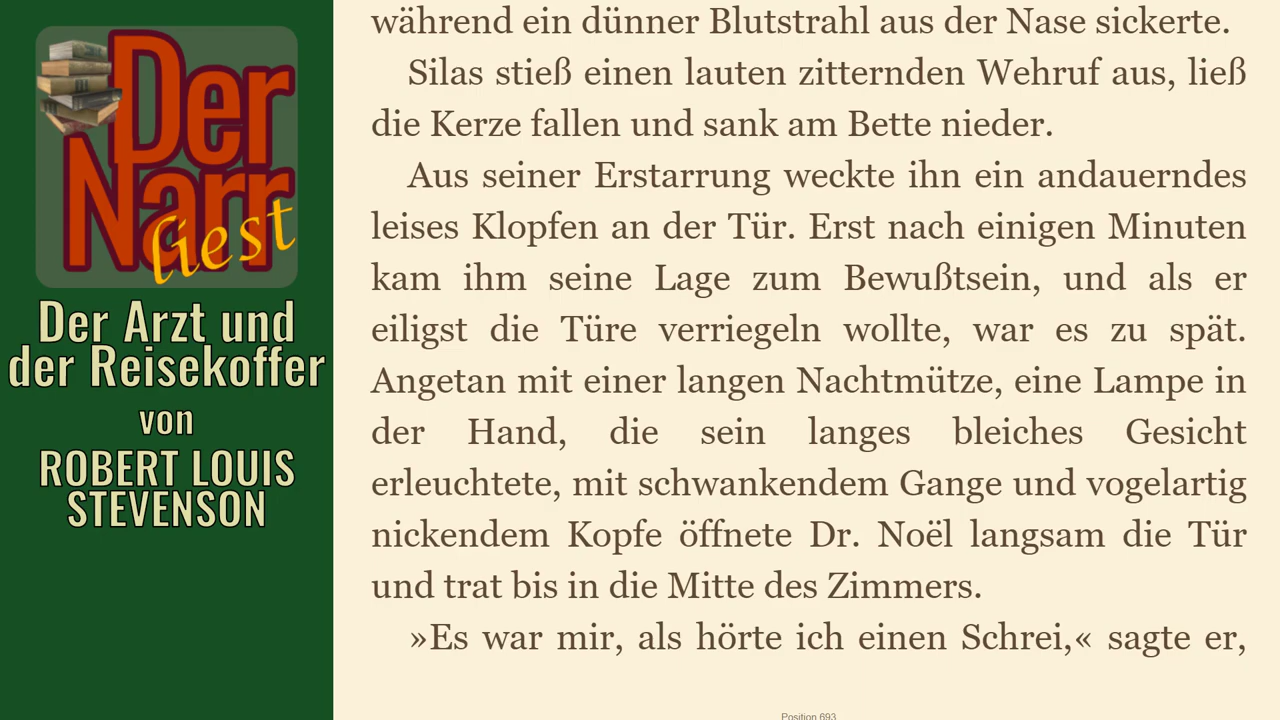 Der
Narr
liest
Der Arzt und
der Reisekoffer
von
ROBERT LOUIS
STEVENSON
während ein dünner Blutstrahl aus der Nase sickerte.
Silas stieß einen lauten zitternden Wehruf aus, ließ
die Kerze fallen und sank am Bette nieder.
Aus seiner Erstarrung weckte ihn ein andauerndes
leises Klopfen an der Tür. Erst nach einigen Minuten
kam ihm seine Lage zum Bewußtsein, und als er
eiligst die Türe verriegeln wollte, war es zu spät.
Angetan mit einer langen Nachtmütze, eine Lampe in
der Hand, die sein langes bleiches Gesicht
erleuchtete, mit schwankendem Gange und vogelartig
nickendem Kopfe öffnete Dr. Noël langsam die Tür
und trat bis in die Mitte des Zimmers.
»Es war mir, als hörte ich einen Schrei,« sagte er,
Position 693